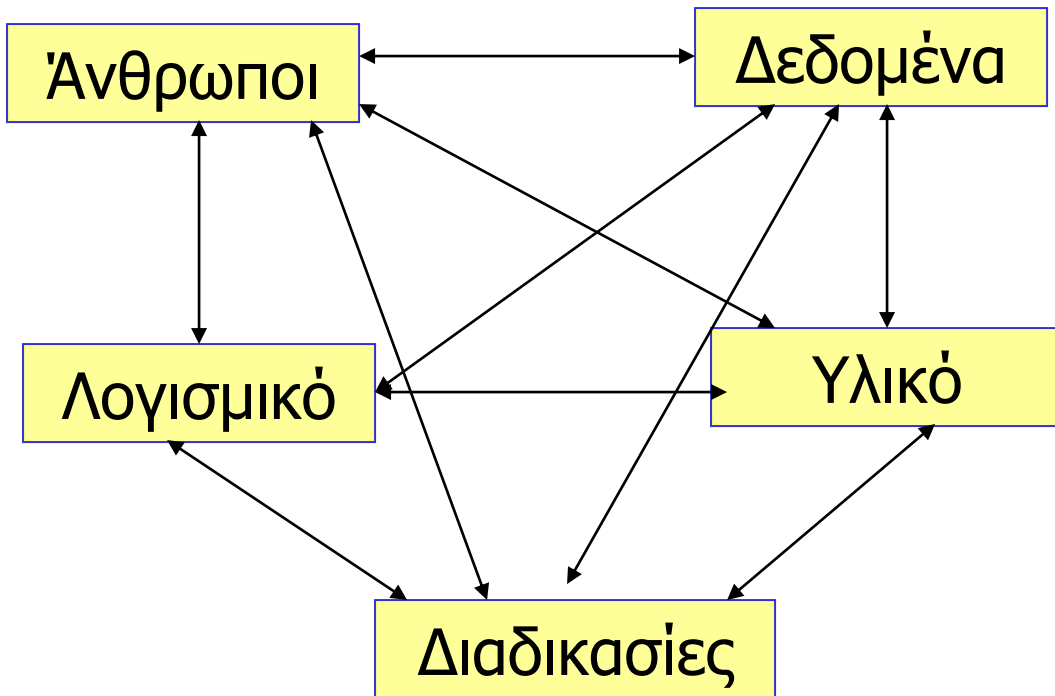 Άνθρωποι
Δεδομένα
Λογισμικό
Υλικό
Διαδικασίες